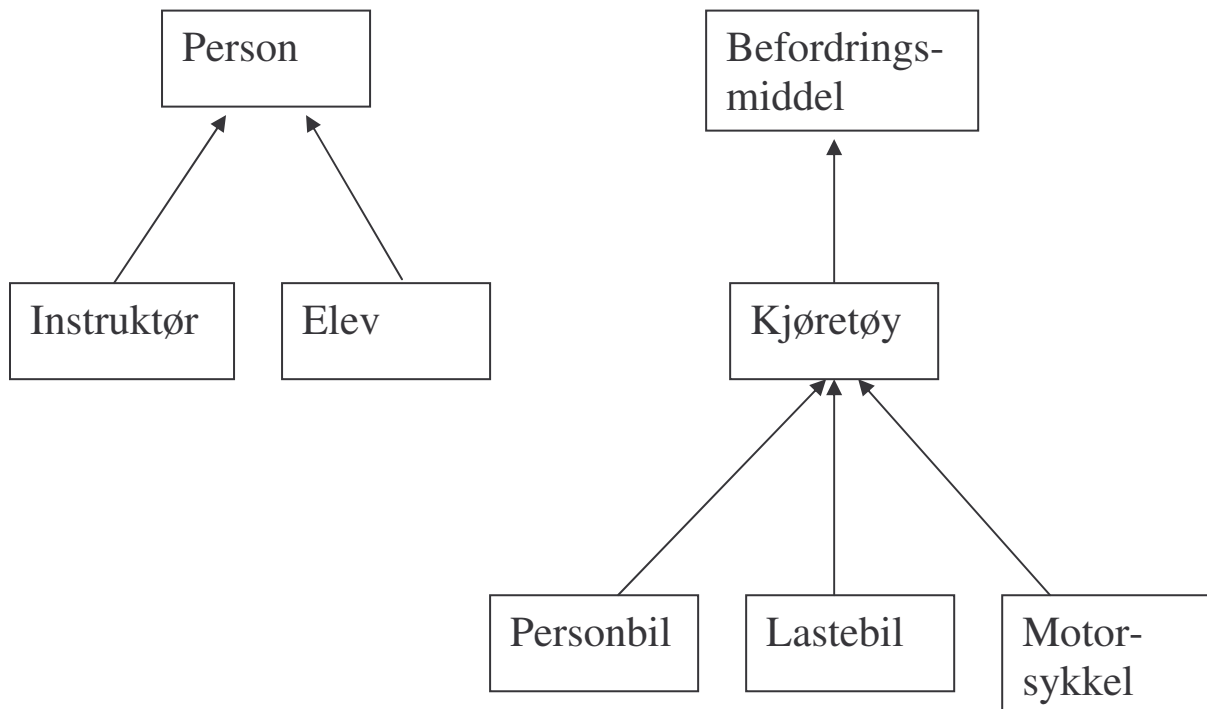 Person
Befordrings-
middel
Instruktør
Elev
Kjøretøy
Personbil
Lastebil
Motor-
sykkel